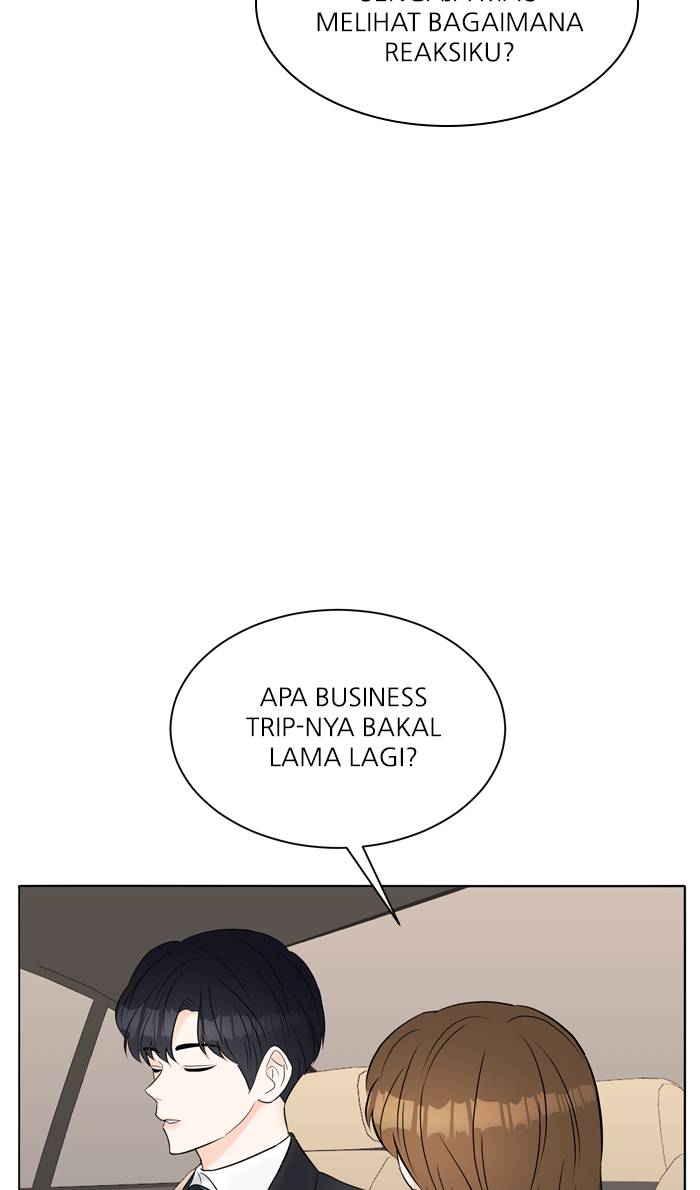 MELIHAT BAGAIMANA
REAKSIKU?
APA BUSINESS
TRIP-NYA BAKAL
LAMA LAGI?